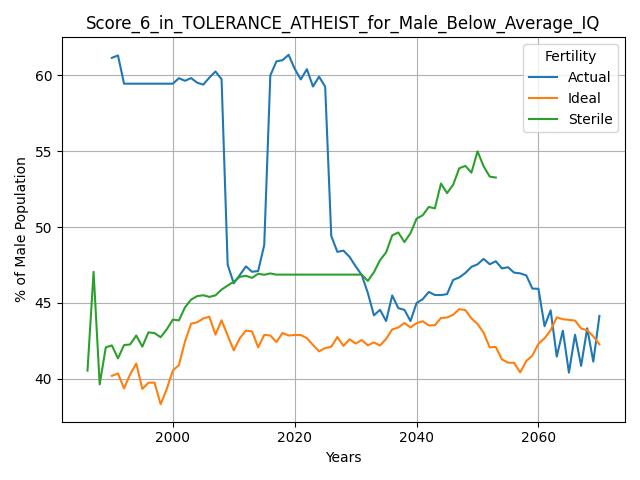 Score_6_in_TOLERANCE_ATHEIST_for_Male_Below_Average_IQ
Fertility
Actual
Ideal
Sterile
% of Male Population
60
55
50
45
40
2000
2020
2040
2060
Years